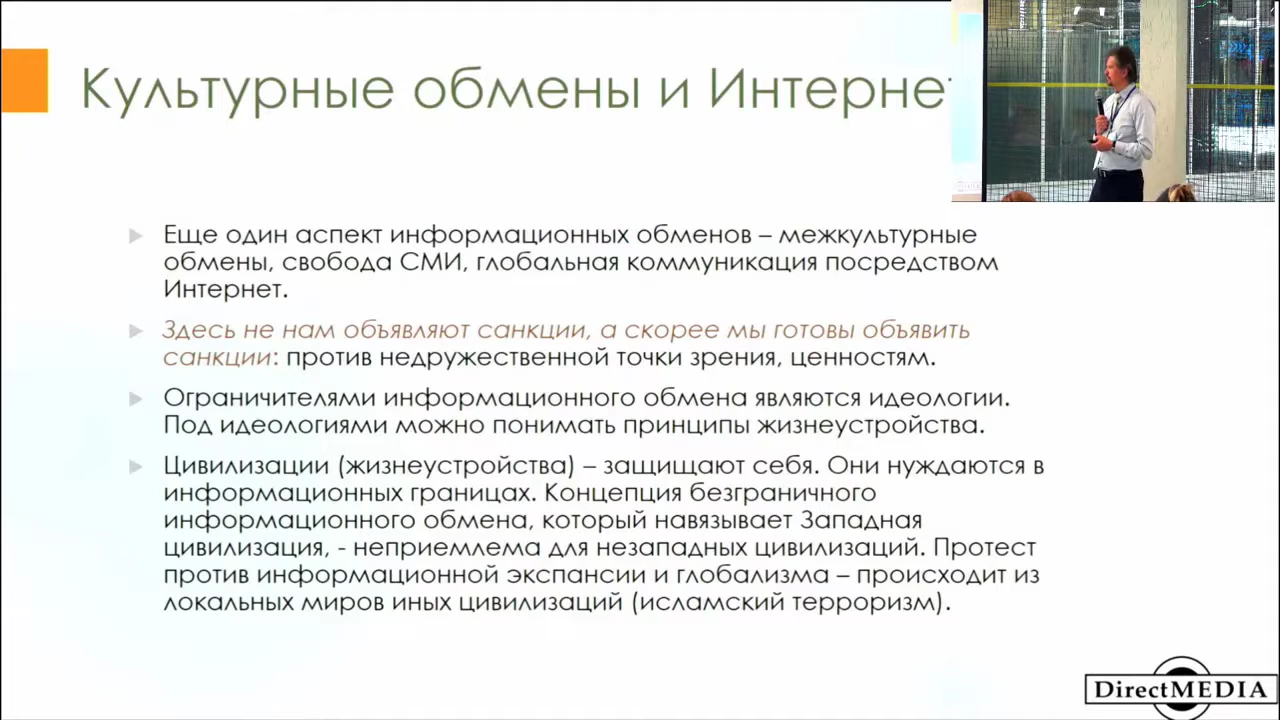 Культурные обмены и Интернет
Еще один аспект информационных обменов – межкультурные
обмены, свобода СМИ, глобальная коммуникация посредством
Интернет.
Здесь не нам объявляют санкции, а скорее мы готовы объявить
санкции: против недружественной точки зрения, ценностям.
Ограничителями информационного обмена являются идеологии.
Под идеологиями можно понимать принципы жизнеустройства.
Цивилизации (жизнеустройства) – защищают себя. Они нуждаются в
информационных границах. Концепция безграничного
информационного обмена, который навязывает Западная
цивилизация, - неприемлема для незападных цивилизаций. Протест
против информационной экспансии и глобализма – происходит из
локальных миров иных цивилизаций (исламский терроризм).
DirectMEDIA